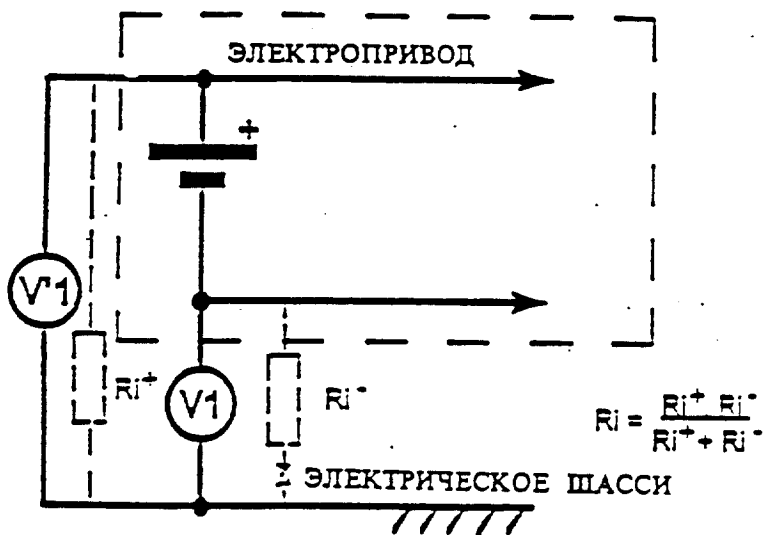 ЭЛЕКТРОПРИВОД
+
V'1
Ri⁺
V1
Ri⁻
Ri = Ri⁺ · Ri⁻ / Ri⁺ + Ri⁻
ЭЛЕКТРИЧЕСКОЕ ШАССИ